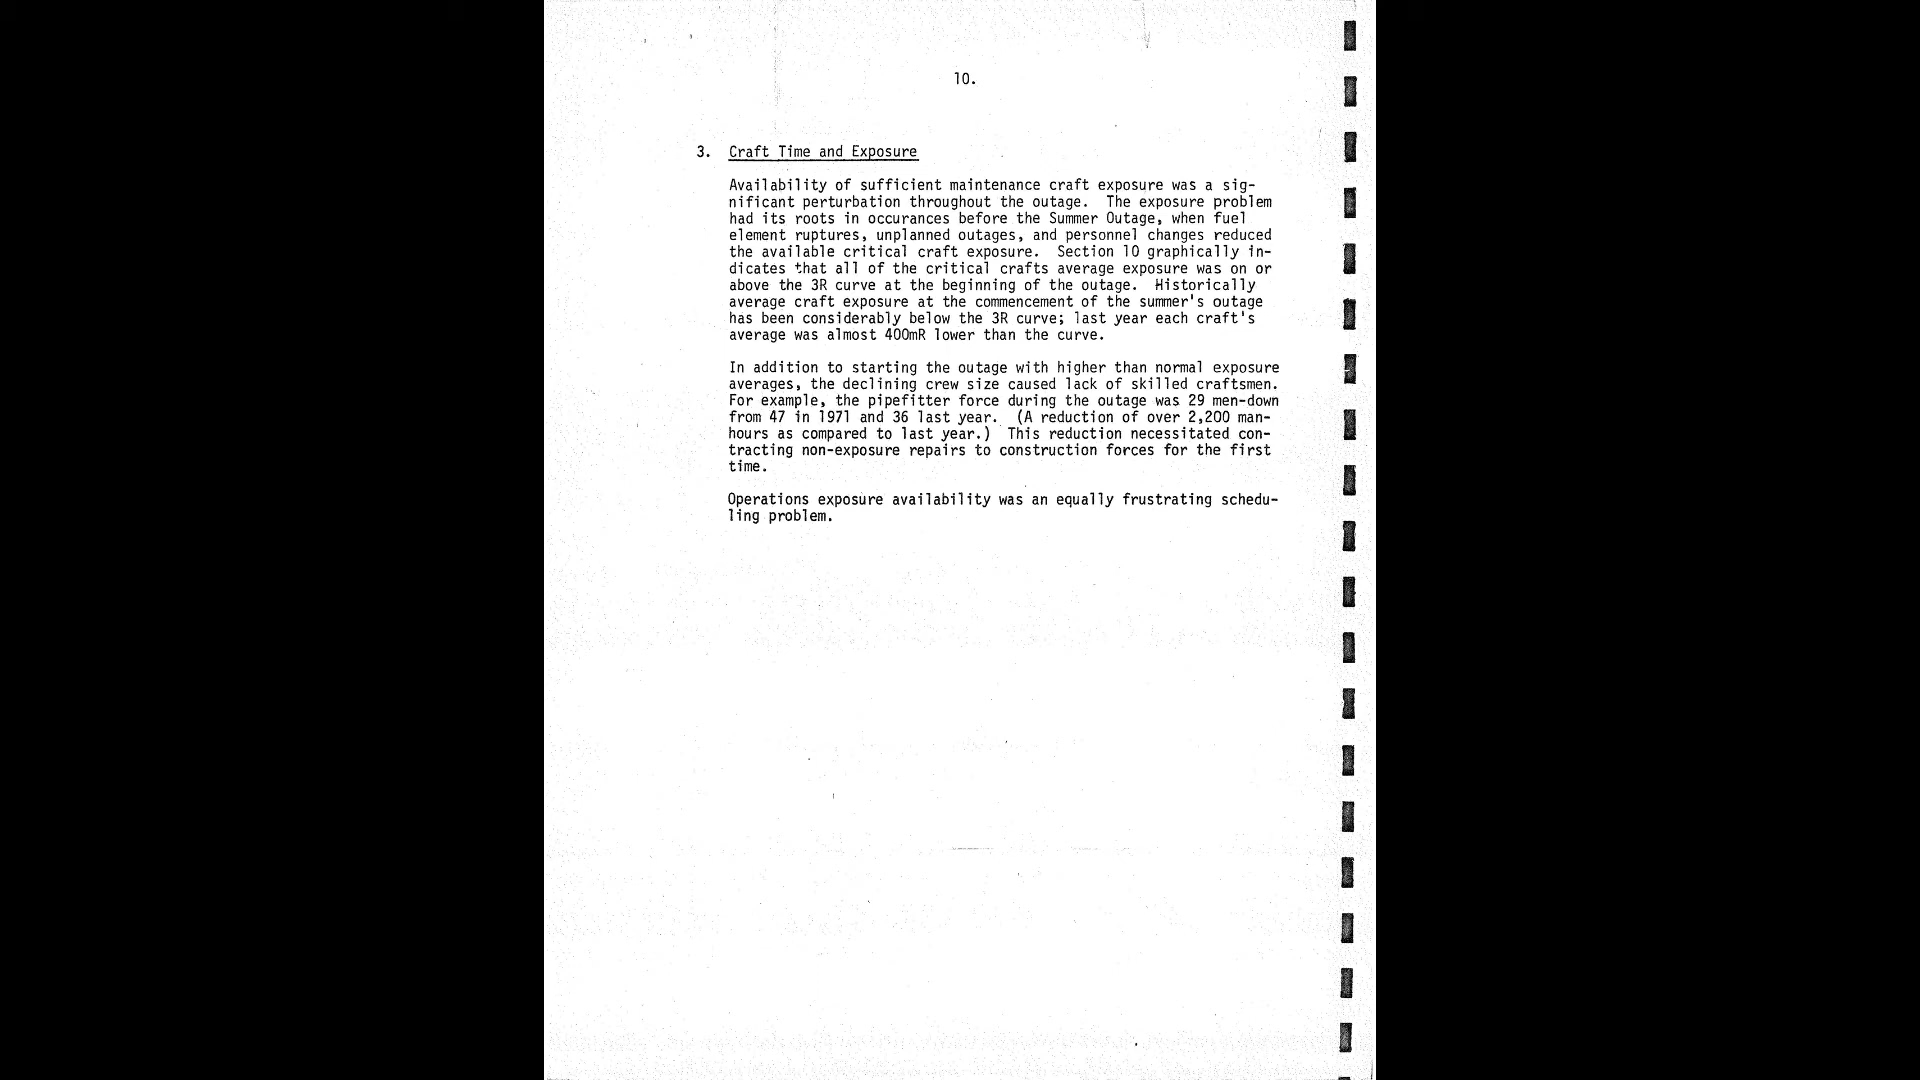 10.
3. Craft Time and Exposure
Availability of sufficient maintenance craft exposure was a sig-
nificant perturbation throughout the outage. The exposure problem
had its roots in occurances before the Summer Outage, when fuel
element ruptures, unplanned outages, and personnel changes reduced
the available critical craft exposure. Section 10 graphically in-
dicates that all of the critical crafts average exposure was on or
above the 3R curve at the beginning of the outage. Historically
average craft exposure at the commencement of the summer's outage
has been considerably below the 3R curve; last year each craft's
average was almost 400mR lower than the curve.
In addition to starting the outage with higher than normal exposure
averages, the declining crew size caused lack of skilled craftsmen.
For example, the pipefitter force during the outage was 29 men-down
from 47 in 1971 and 36 last year. (A reduction of over 2,200 man-
hours as compared to last year.) This reduction necessitated con-
tracting non-exposure repairs to construction forces for the first
time.
Operations exposure availability was an equally frustrating schedu-
ling problem.